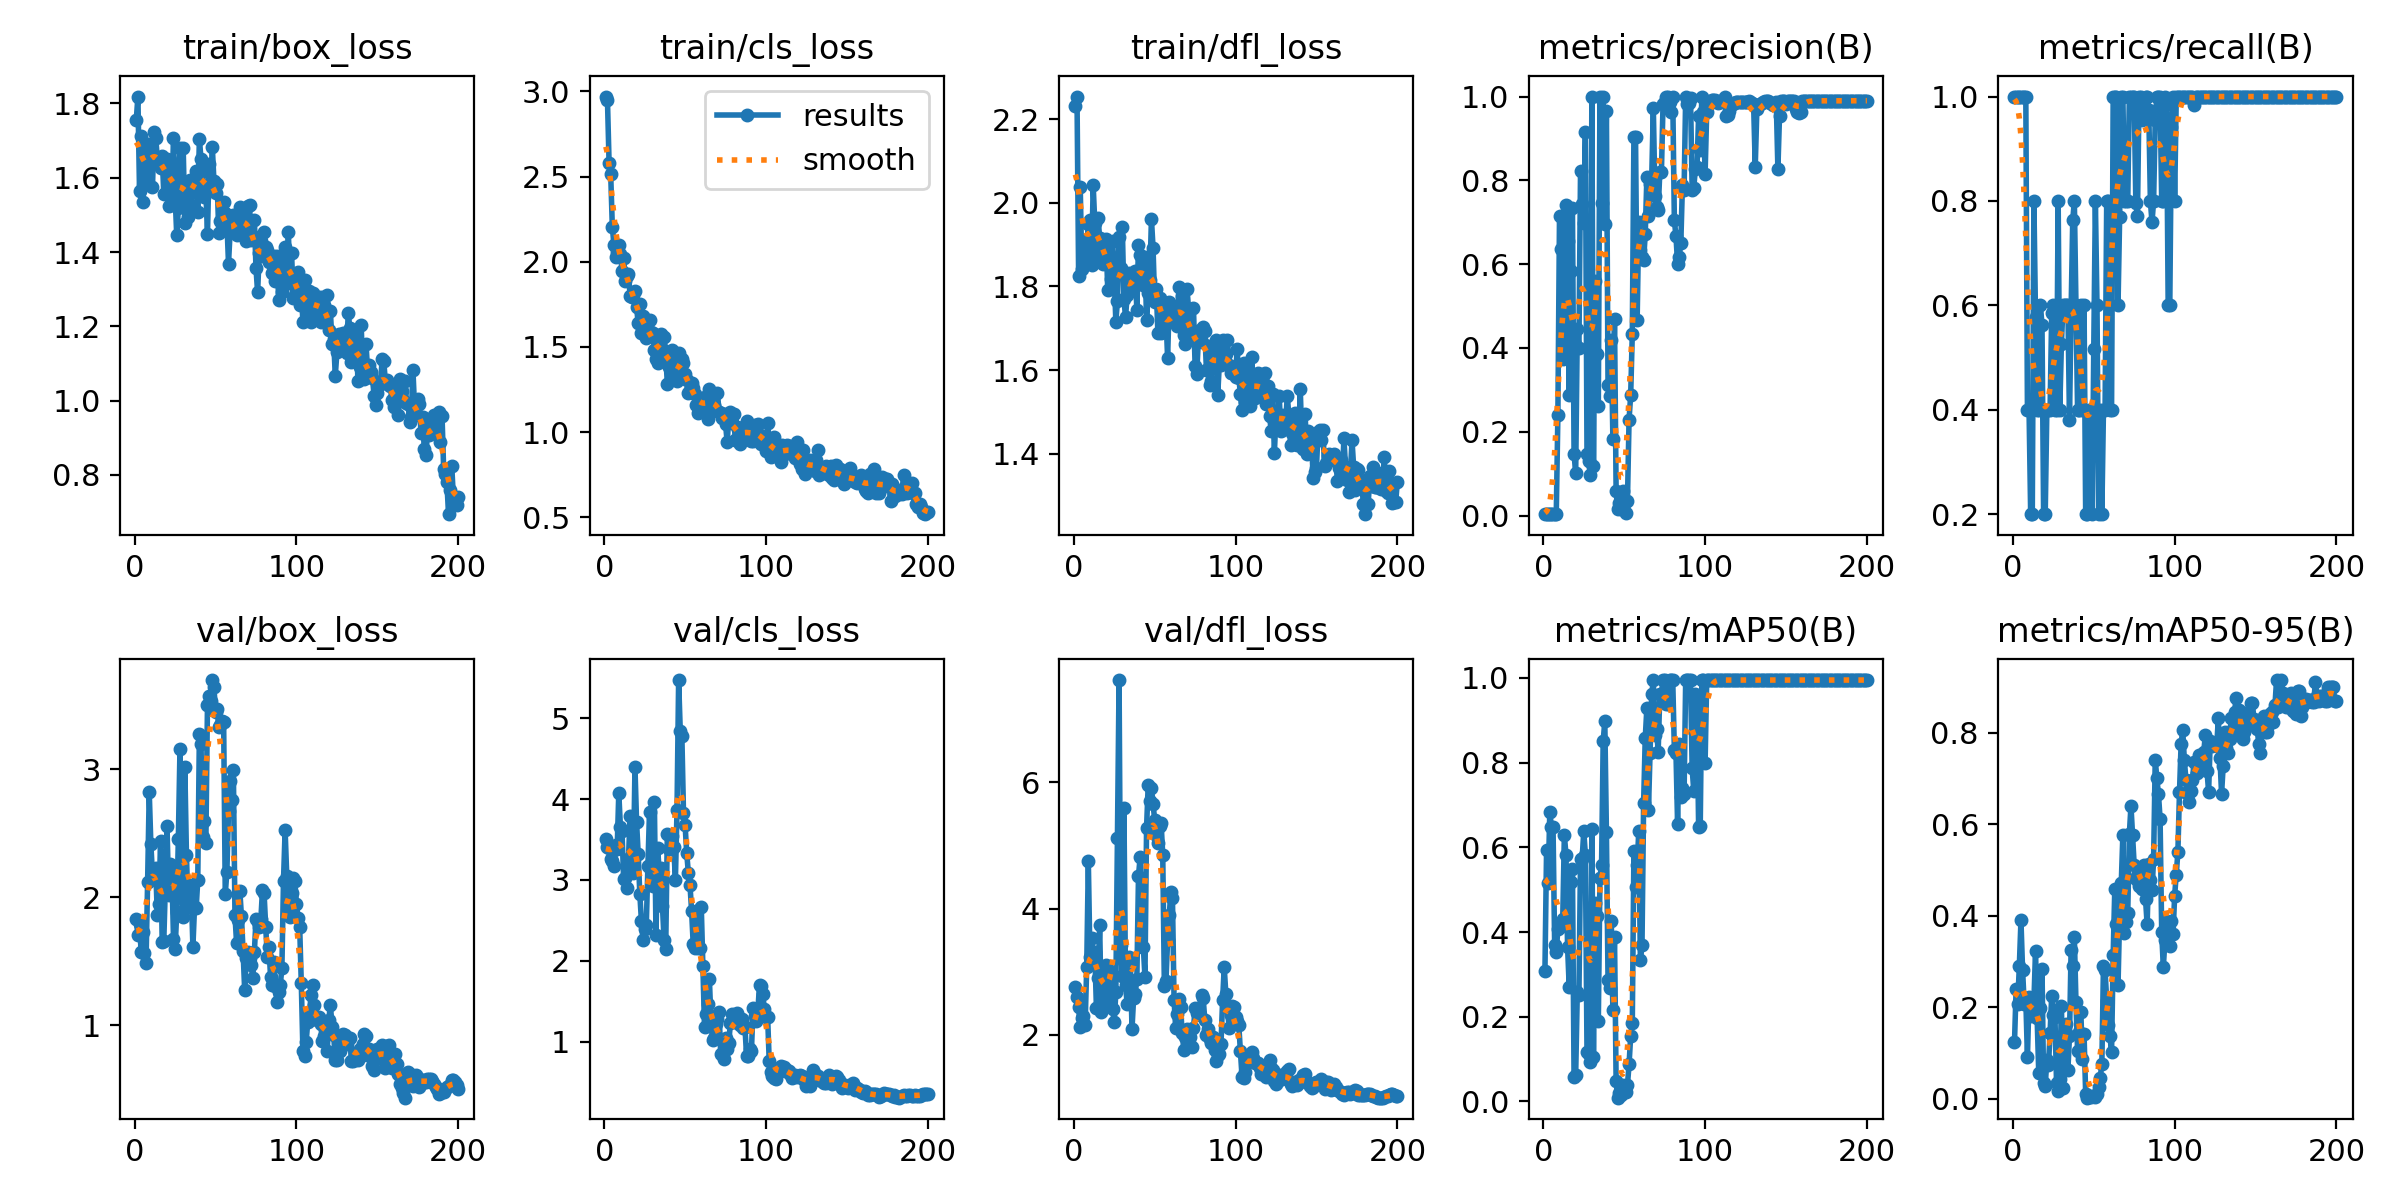 train/box_loss
1.8
1.6
1.4
1.2
1.0
0.8
0 100 200
train/cls_loss
3.0
2.5
2.0
1.5
1.0
0.5
results
smooth
0 100 200
train/dfl_loss
2.2
2.0
1.8
1.6
1.4
0 100 200
metrics/precision(B)
1.0
0.8
0.6
0.4
0.2
0.0
0 100 200
metrics/recall(B)
1.0
0.8
0.6
0.4
0.2
0 100 200
val/box_loss
3
2
1
0 100 200
val/cls_loss
5
4
3
2
1
0 100 200
val/dfl_loss
6
4
2
0 100 200
metrics/mAP50(B)
1.0
0.8
0.6
0.4
0.2
0.0
0 100 200
metrics/mAP50-95(B)
0.8
0.6
0.4
0.2
0.0
0 100 200